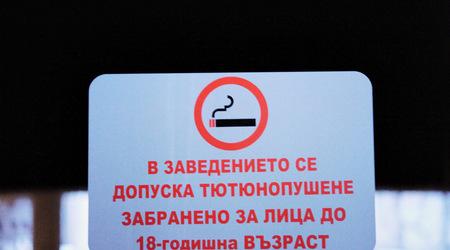 В ЗАВЕДЕНИЕТО СЕ
ДОПУСКА ТЮТЮНОПУШЕНЕ
ЗАБРАНЕНО ЗА ЛИЦА ДО
18-годишна ВЪЗРАСТ